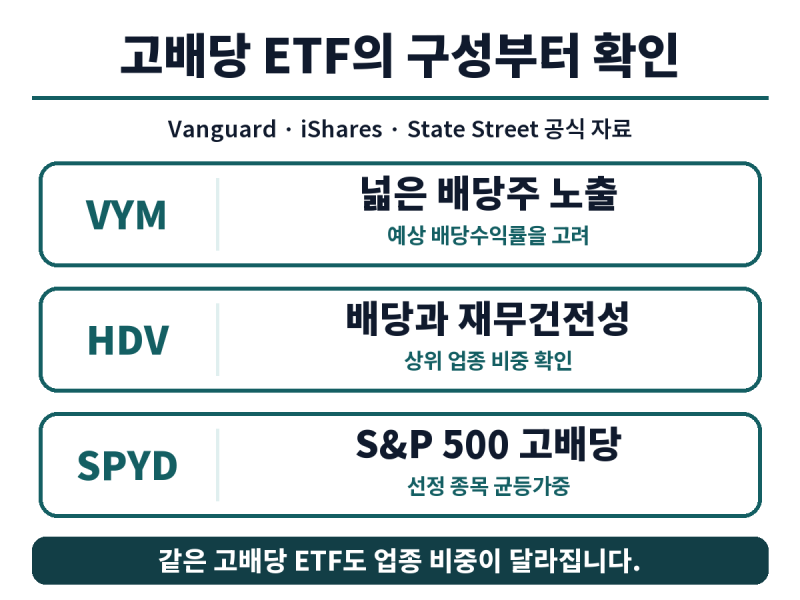 고배당 ETF의 구성부터 확인
Vanguard · iShares · State Street 공식 자료
VYM
넓은 배당주 노출
예상 배당수익률을 고려
HDV
배당과 재무건전성
상위 업종 비중 확인
SPYD
S&P 500 고배당
선정 종목 균등가중
같은 고배당 ETF도 업종 비중이 달라집니다.